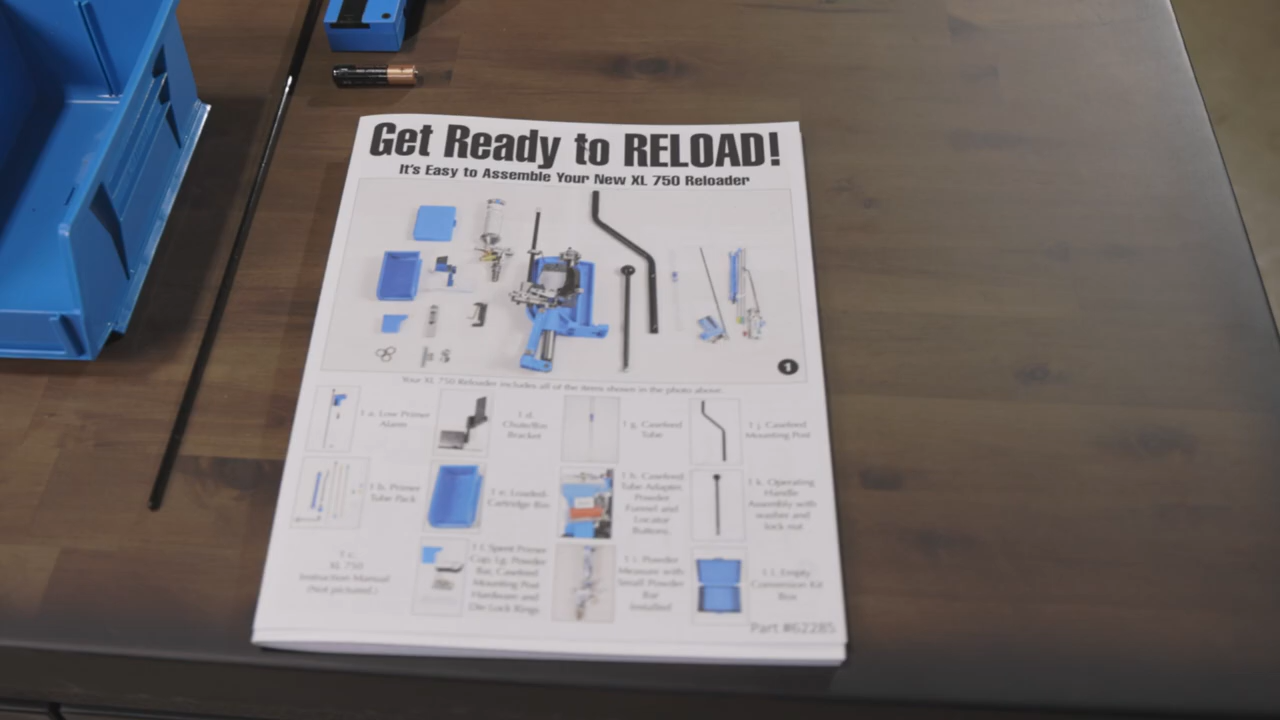 Get Ready to RELOAD!
It's Easy to Assemble Your New XL 750 Reloader
1
Your XL 750 Reloader includes all of the items shown in the photo above.
1 a. Low Primer
Alarm
1 d.
Chute/Bin
Bracket
1 g. Casefeed
Tube
1 j. Casefeed
Mounting Post
1 b. Primer
Tube Pack
1 e. Loaded-
Cartridge Bin
1 h. Casefeed
Tube Adapter,
Powder
Funnel and
Locator
Buttons.
1 k. Operating
Handle
Assembly with
washer and
lock nut
1 c.
XL 750
Instruction Manual
(Not pictured.)
1 f. Spent Primer
Cup, Lg. Powder
Bar, Casefeed
Mounting Post
Hardware and
Die Lock Rings.
1 i. Powder
Measure with
Small Powder
Bar
Installed
1 l. Empty
Conversion Kit
Box
Part #62285